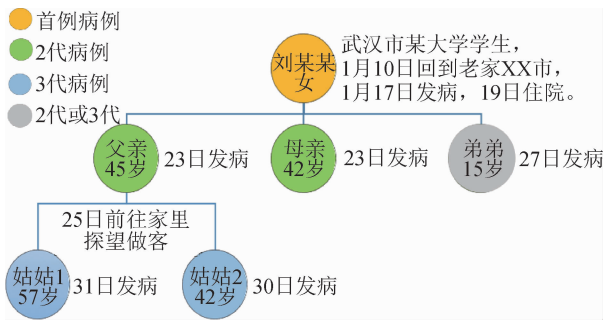 首例病例
2代病例
3代病例
2代或3代
刘某某
女
武汉市某大学学生，
1月10日回到老家XX市，
1月17日发病，19日住院。
父亲
45岁
23日发病
母亲
42岁
23日发病
弟弟
15岁
27日发病
25日前往家里
探望做客
姑姑1
57岁
31日发病
姑姑2
42岁
30日发病